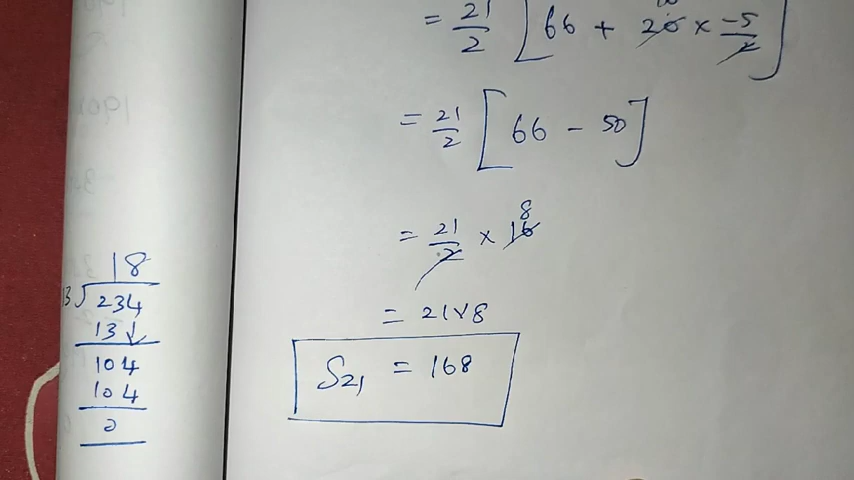 = 21/2 [66 + 20 × -5/2]
= 21/2 [66 - 50]
= 21/2 × 16 8
= 21×8
S21 = 168
18
13 √234
13↓
104
104
0